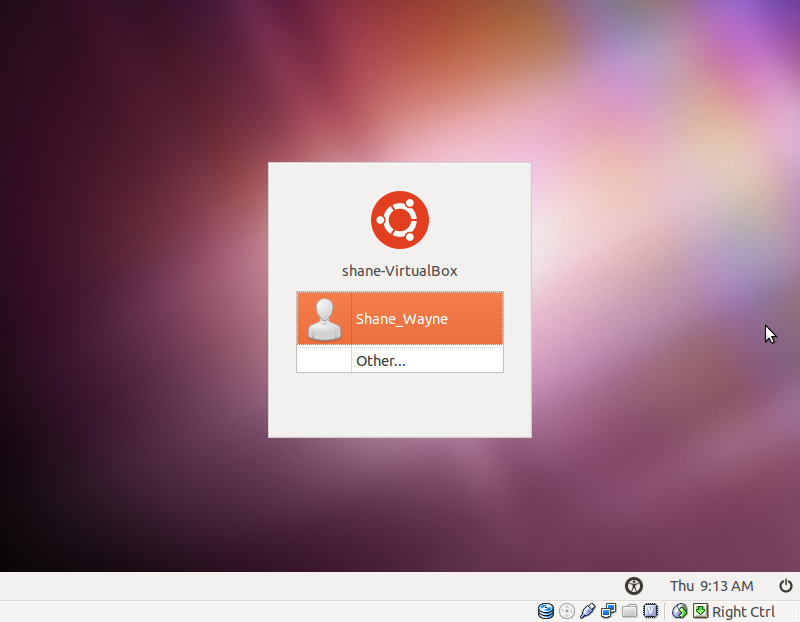 shane-VirtualBox
Shane_Wayne
Other...
Thu 9:13 AM
Right Ctrl